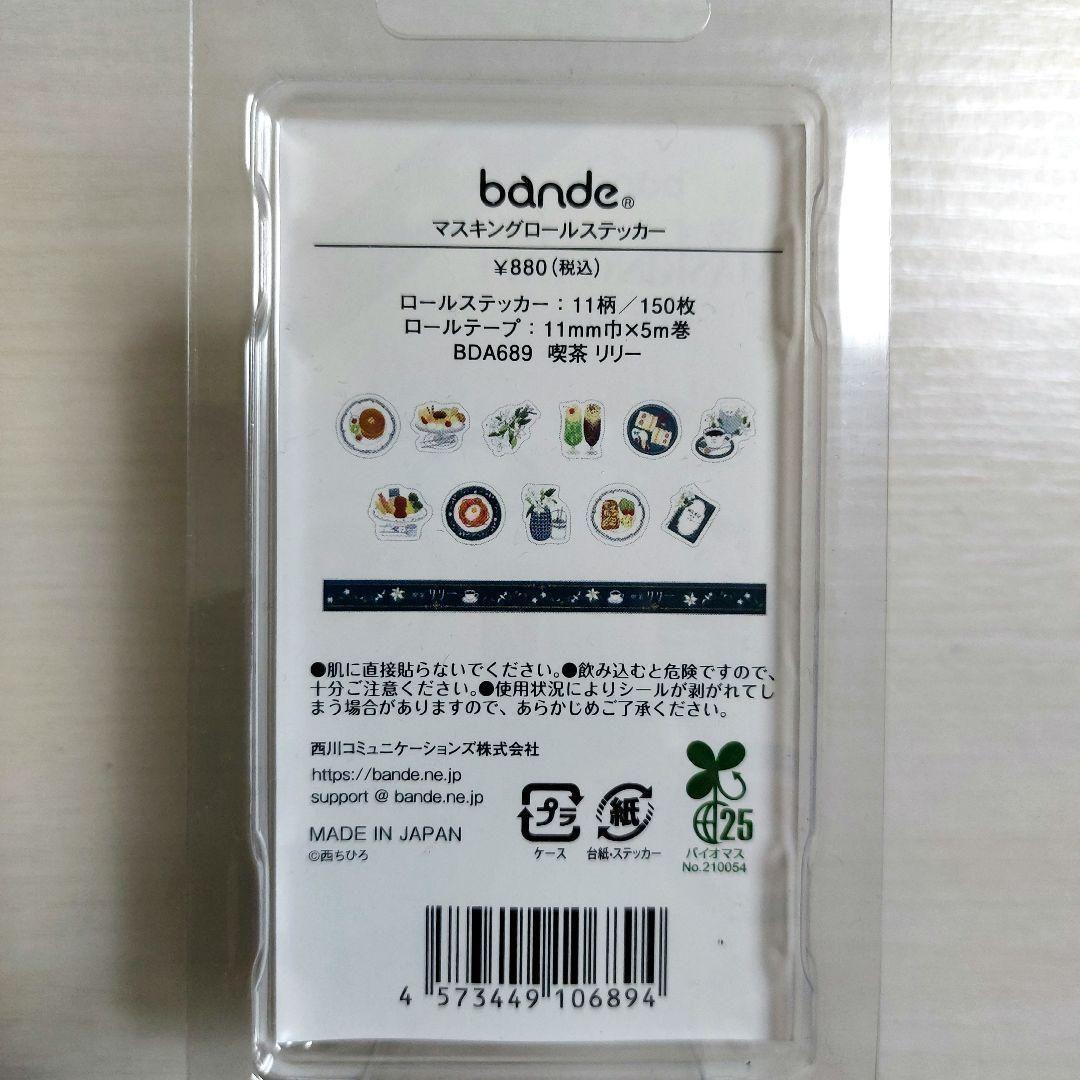 bande®
マスキングロールステッカー
¥880(税込)
ロールステッカー：11柄／150枚
ロールテープ：11mm巾×5m巻
BDA689 喫茶 リリー
リリー リリー
●肌に直接貼らないでください。●飲み込むと危険ですので、
十分ご注意ください。●使用状況によりシールが剥がれてし
まう場合がありますので、あらかじめご了承ください。
西川コミュニケーションズ株式会社
https://bande.ne.jp
support @ bande.ne.jp
MADE IN JAPAN
©西ちひろ
プラ
ケース
紙
台紙・ステッカー
25
バイオマス
No.210054
4 573449 106894